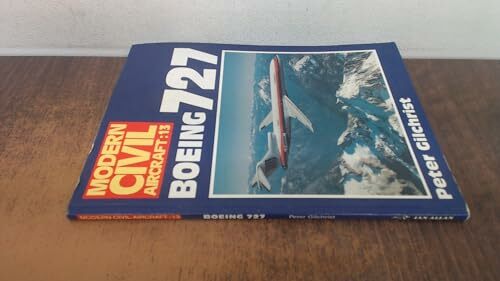 MODERN
CIVIL
AIRCRAFT:13
BOEING 727
Peter Gilchrist
MODERN CIVIL AIRCRAFT:13 BOEING 727 Peter Gilchrist IAN ALLAN